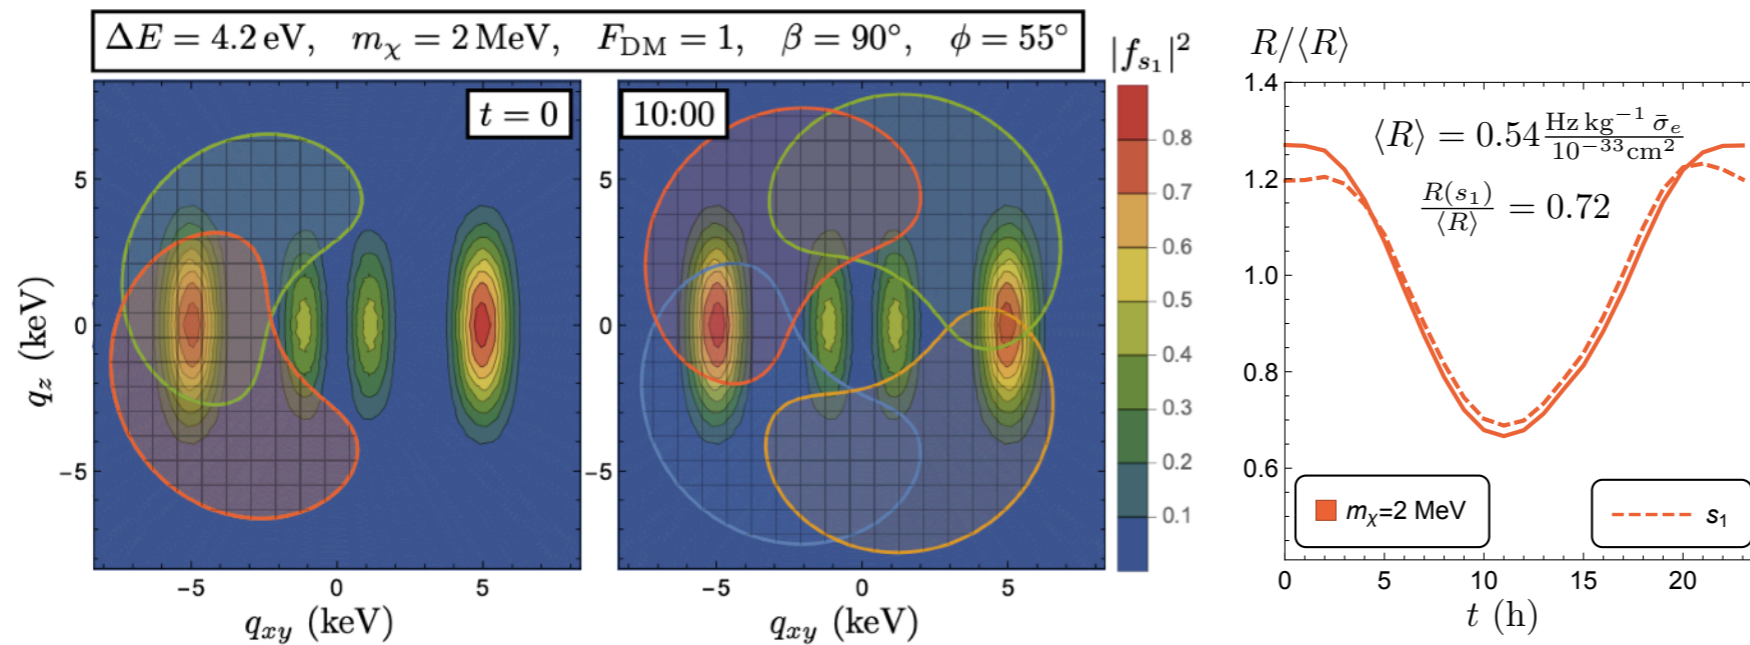 ΔE = 4.2 eV, m_χ = 2 MeV, F_DM = 1, β = 90°, ϕ = 55°
|f_{s_1}|^2
t = 0
10:00
5
0
−5
q_z (keV)
−5 0 5
q_xy (keV)
5
0
−5
−5 0 5
q_xy (keV)
0.8
0.7
0.6
0.5
0.4
0.3
0.2
0.1
R/⟨R⟩
1.4
1.2
1.0
0.8
0.6
⟨R⟩ = 0.54 Hz kg^{−1} σ̄_e / 10^{−33} cm^2
R(s_1)/⟨R⟩ = 0.72
m_χ=2 MeV
s_1
0 5 10 15 20
t (h)